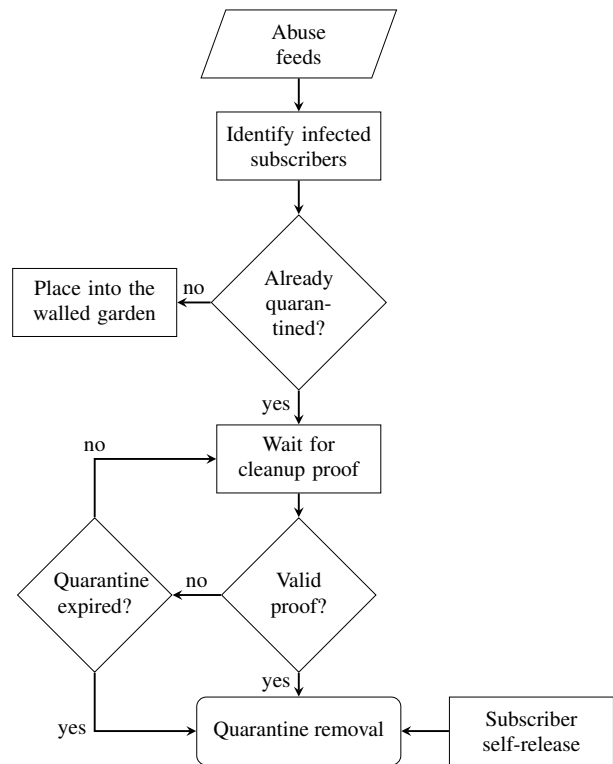 Abuse
feeds
Identify infected
subscribers
Already
quaran-
tined?
no
Place into the
walled garden
yes
Wait for
cleanup proof
no
Valid
proof?
no
Quarantine
expired?
yes
yes
Quarantine removal
Subscriber
self-release